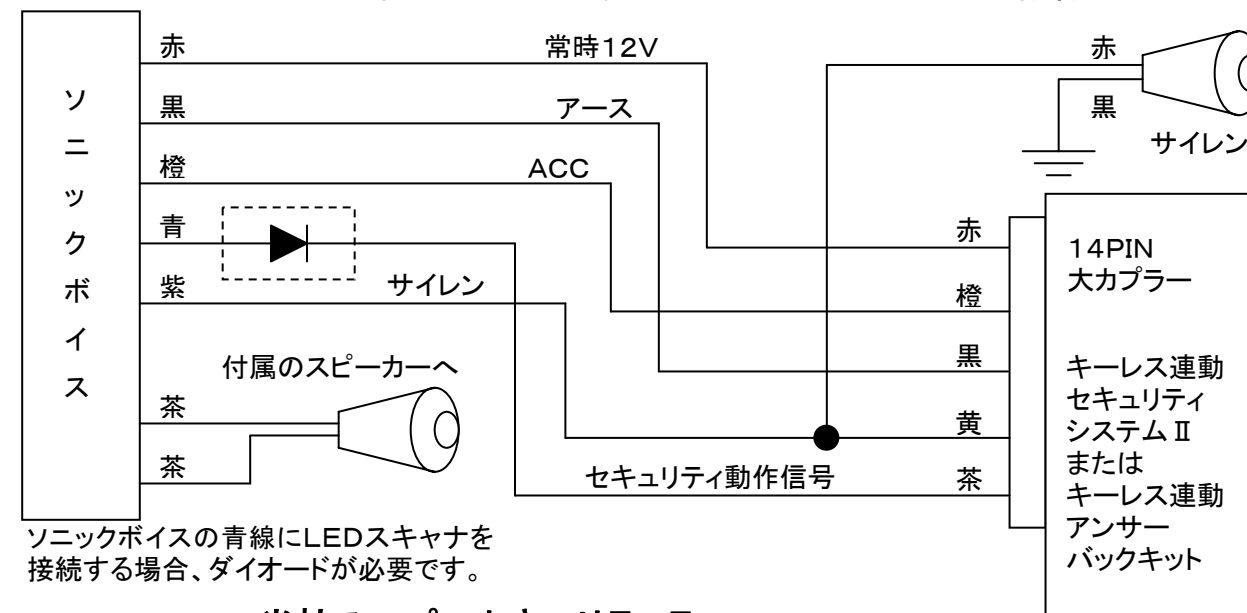 ソニックボイス
赤
常時12V
赤
黒
アース
黒
サイレン
橙
ACC
青
赤
14PIN
大カプラー
紫
サイレン
橙
付属のスピーカーへ
黒
キーレス連動
セキュリティ
システムⅡ
または
キーレス連動
アンサー
バックキット
茶
黄
茶
セキュリティ動作信号
茶
ソニックボイスの青線にLEDスキャナを
接続する場合、ダイオードが必要です。